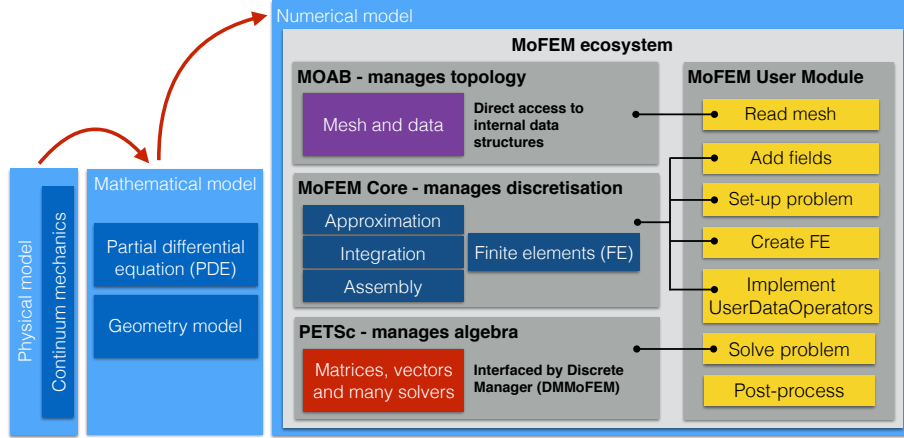 Numerical model
MoFEM ecosystem
MOAB - manages topology
Mesh and data
Direct access to
internal data
structures
MoFEM Core - manages discretisation
Approximation
Integration
Assembly
Finite elements (FE)
PETSc - manages algebra
Matrices, vectors
and many solvers
Interfaced by Discrete
Manager (DMMoFEM)
MoFEM User Module
Read mesh
Add fields
Set-up problem
Create FE
Implement
UserDataOperators
Solve problem
Post-process
Physical model
Continuum mechanics
Mathematical model
Partial differential
equation (PDE)
Geometry model